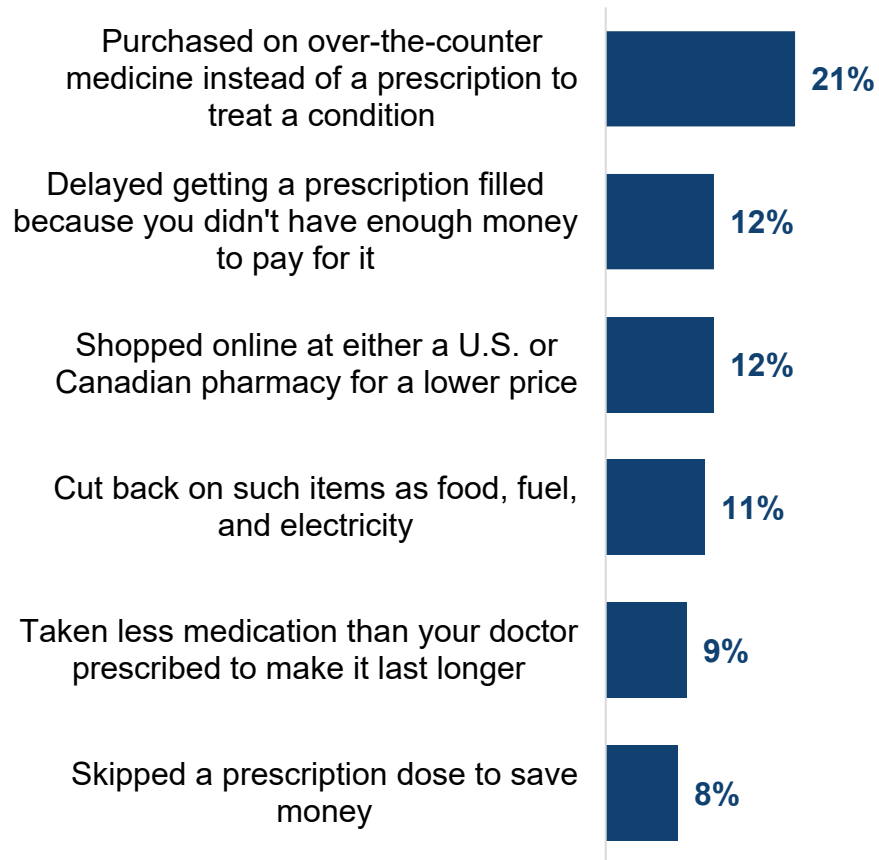 Purchased on over-the-counter
medicine instead of a prescription to
treat a condition
21%
Delayed getting a prescription filled
because you didn't have enough money
to pay for it
12%
Shopped online at either a U.S. or
Canadian pharmacy for a lower price
12%
Cut back on such items as food, fuel,
and electricity
11%
Taken less medication than your doctor
prescribed to make it last longer
9%
Skipped a prescription dose to save
money
8%